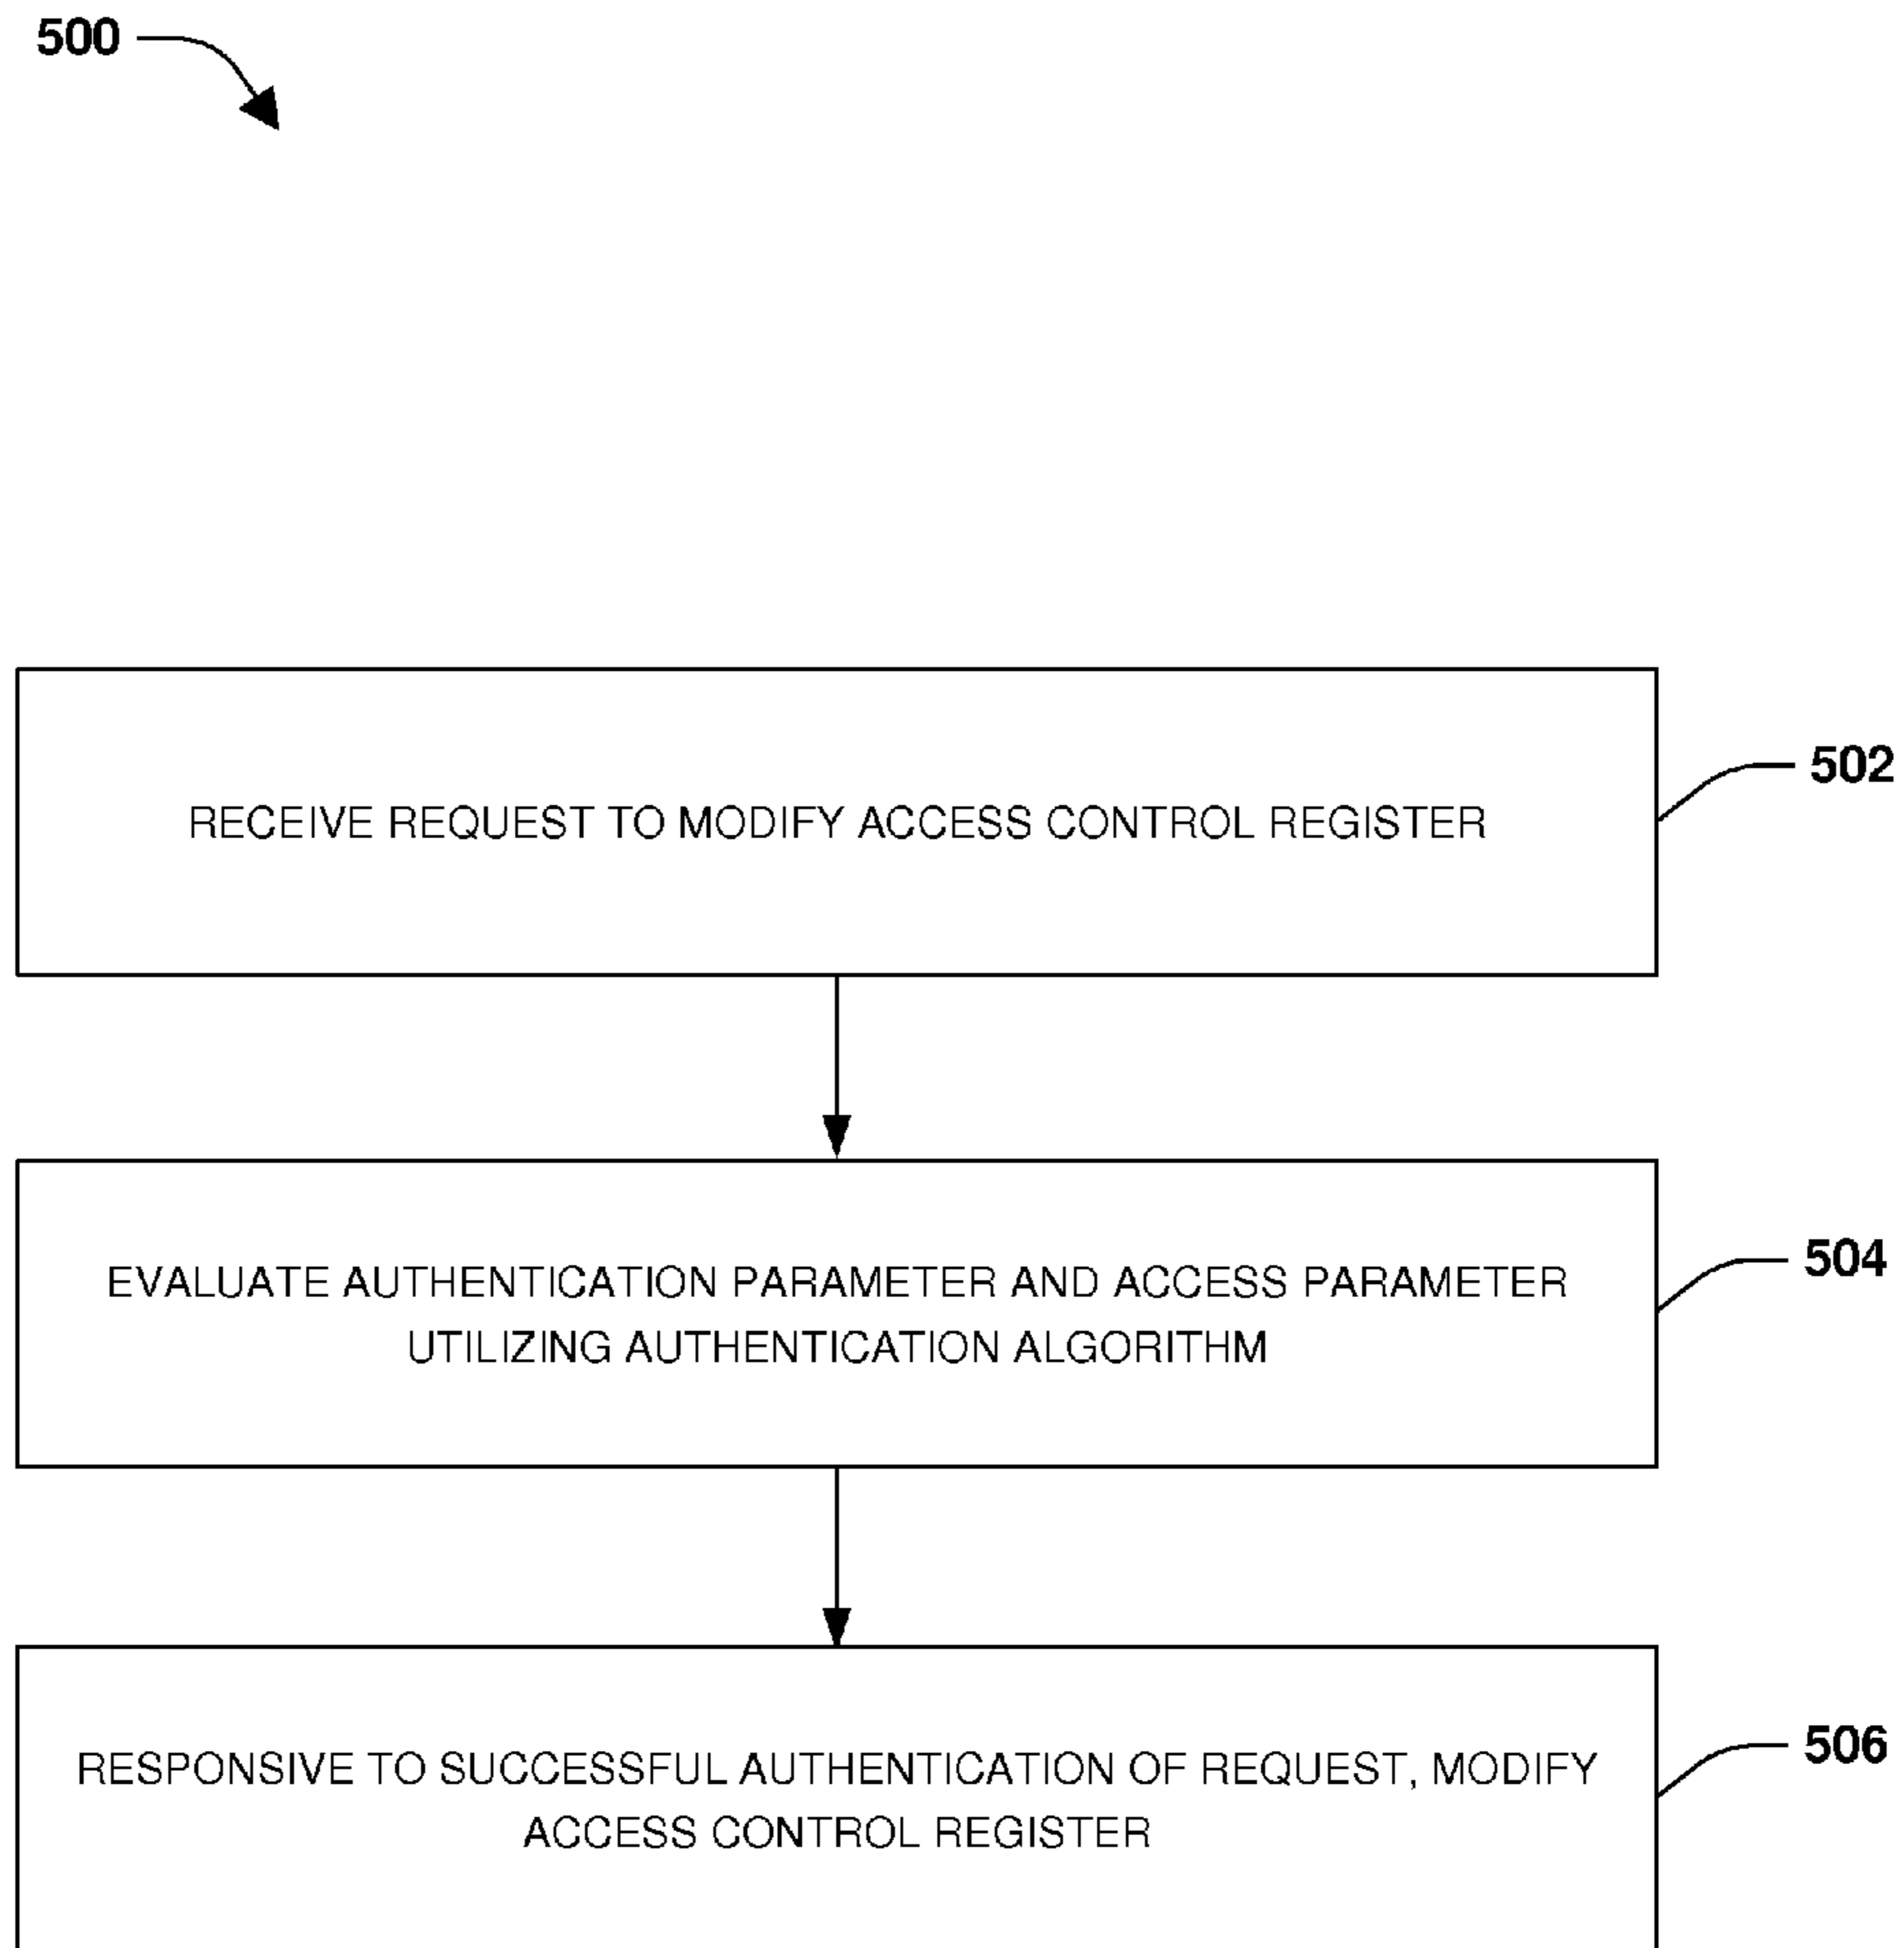 500
RECEIVE REQUEST TO MODIFY ACCESS CONTROL REGISTER
502
EVALUATE AUTHENTICATION PARAMETER AND ACCESS PARAMETER
UTILIZING AUTHENTICATION ALGORITHM
504
RESPONSIVE TO SUCCESSFUL AUTHENTICATION OF REQUEST, MODIFY
ACCESS CONTROL REGISTER
506